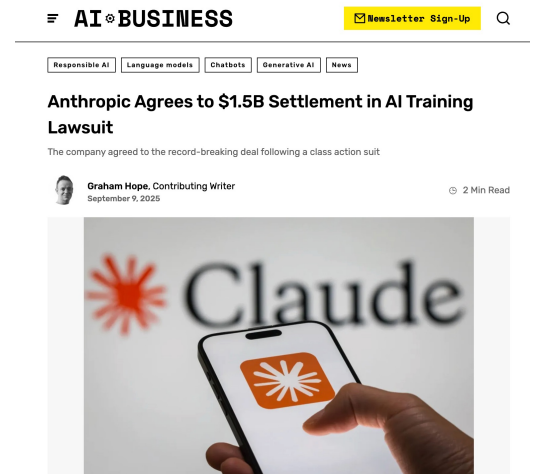 AI BUSINESS
Newsletter Sign-Up
Responsible AI
Language models
Chatbots
Generative AI
News
Anthropic Agrees to $1.5B Settlement in AI Training
Lawsuit
The company agreed to the record-breaking deal following a class action suit
Graham Hope, Contributing Writer
September 9, 2025
2 Min Read
Claude